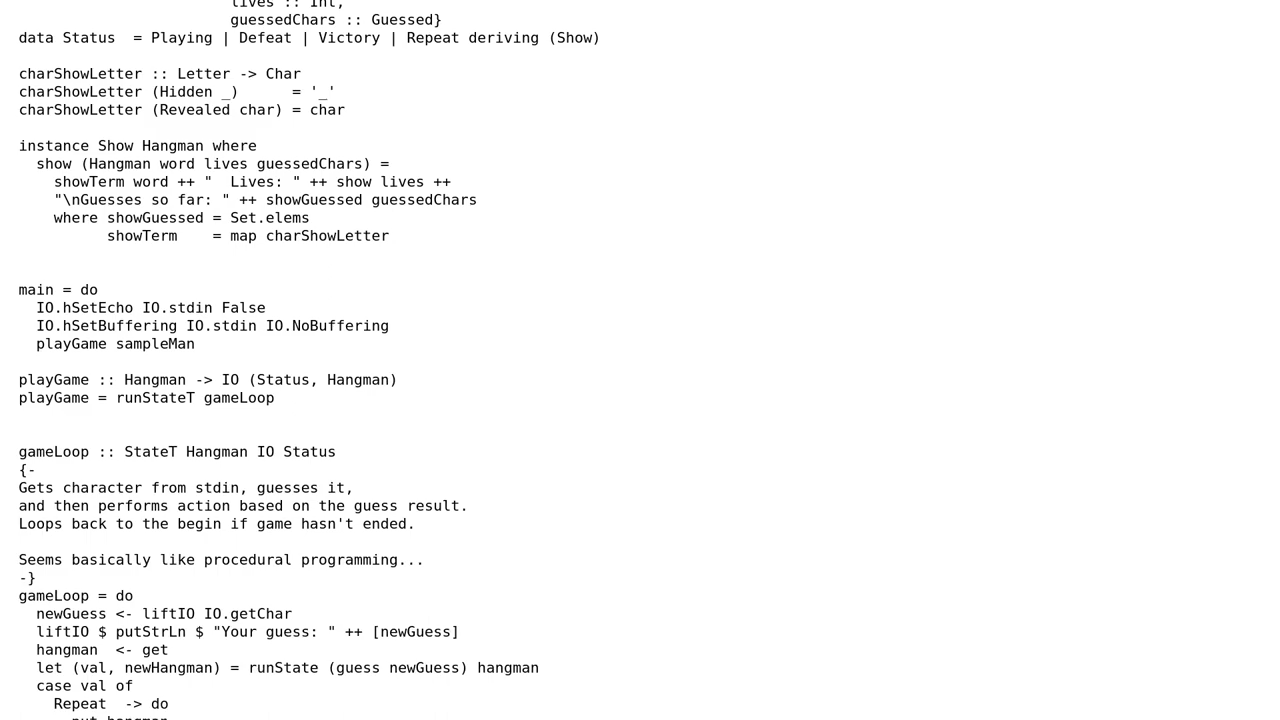 lives :: Int,
guessedChars :: Guessed}
data Status  = Playing | Defeat | Victory | Repeat deriving (Show)
charShowLetter :: Letter -> Char
charShowLetter (Hidden _)      = '_'
charShowLetter (Revealed char) = char
instance Show Hangman where
  show (Hangman word lives guessedChars) =
    showTerm word ++ "  Lives: " ++ show lives ++
    "\nGuesses so far: " ++ showGuessed guessedChars
    where showGuessed = Set.elems
          showTerm    = map charShowLetter
main = do
  IO.hSetEcho IO.stdin False
  IO.hSetBuffering IO.stdin IO.NoBuffering
  playGame sampleMan
playGame :: Hangman -> IO (Status, Hangman)
playGame = runStateT gameLoop
gameLoop :: StateT Hangman IO Status
{-
Gets character from stdin, guesses it,
and then performs action based on the guess result.
Loops back to the begin if game hasn't ended.
Seems basically like procedural programming...
-}
gameLoop = do
  newGuess <- liftIO IO.getChar
  liftIO $ putStrLn $ "Your guess: " ++ [newGuess]
  hangman  <- get
  let (val, newHangman) = runState (guess newGuess) hangman
  case val of
    Repeat  -> do
      put hangman